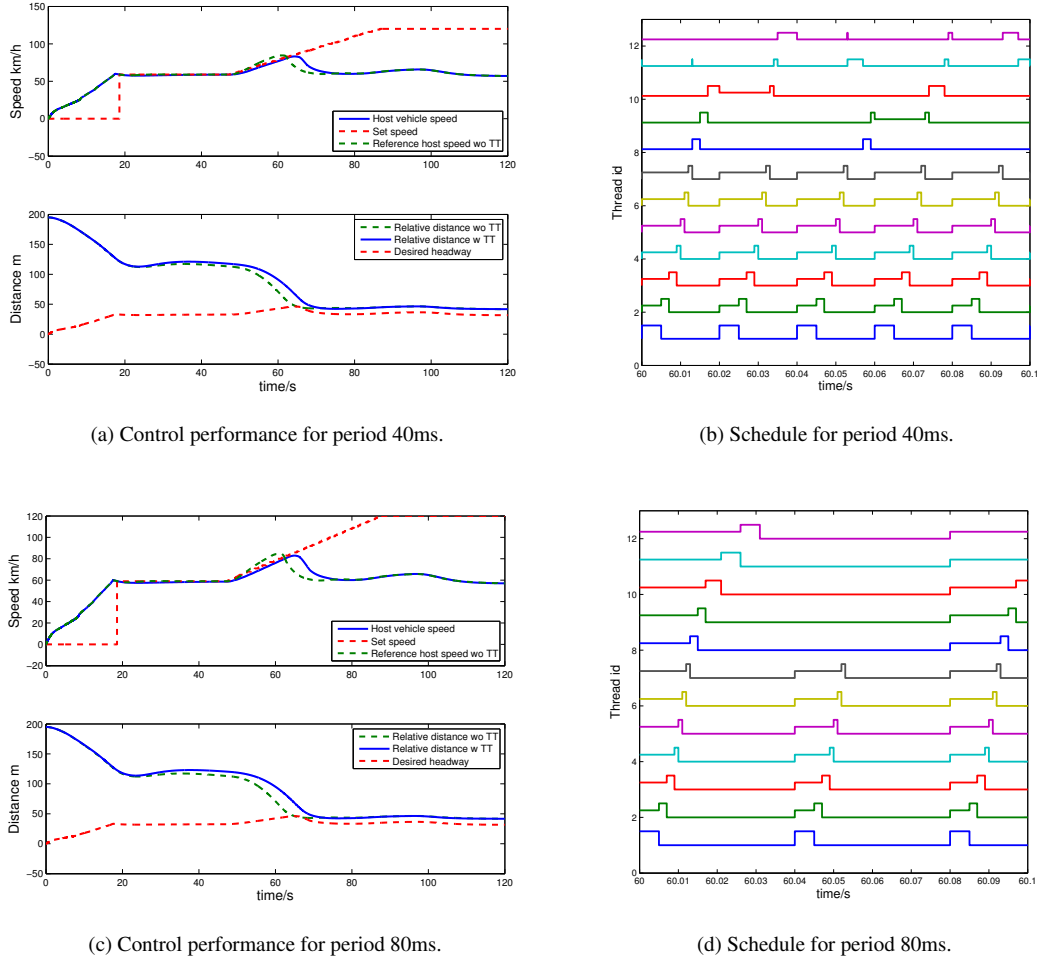 150
100
50
0
−50
0 20 40 60 80 100 120
Speed km/h
Host vehicle speed
Set speed
Reference host speed wo TT
200
150
100
50
0
−50
0 20 40 60 80 100 120
Distance m
time/s
Relative distance wo TT
Relative distance w TT
Desired headway
(a) Control performance for period 40ms.
12
10
8
6
4
2
0
Thread id
60 60.01 60.02 60.03 60.04 60.05 60.06 60.07 60.08 60.09 60.1
time/s
(b) Schedule for period 40ms.
120
100
80
60
40
20
0
−20
0 20 40 60 80 100 120
Speed km/h
Host vehicle speed
Set speed
Reference host speed wo TT
200
150
100
50
0
−50
0 20 40 60 80 100 120
Distance m
time/s
Relative distance wo TT
Relative distance w TT
Desired headway
(c) Control performance for period 80ms.
12
10
8
6
4
2
0
Thread id
60 60.01 60.02 60.03 60.04 60.05 60.06 60.07 60.08 60.09 60.1
time/s
(d) Schedule for period 80ms.